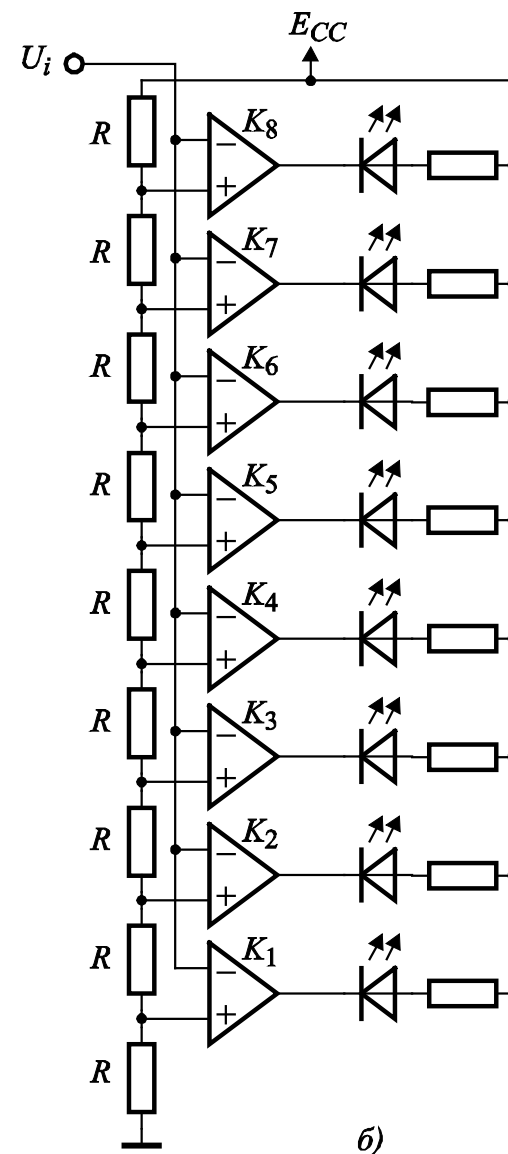 E_CC
U_i
R
K_8
−
+
R
K_7
−
+
R
K_6
−
+
R
K_5
−
+
R
K_4
−
+
R
K_3
−
+
R
K_2
−
+
R
K_1
−
+
R
б)